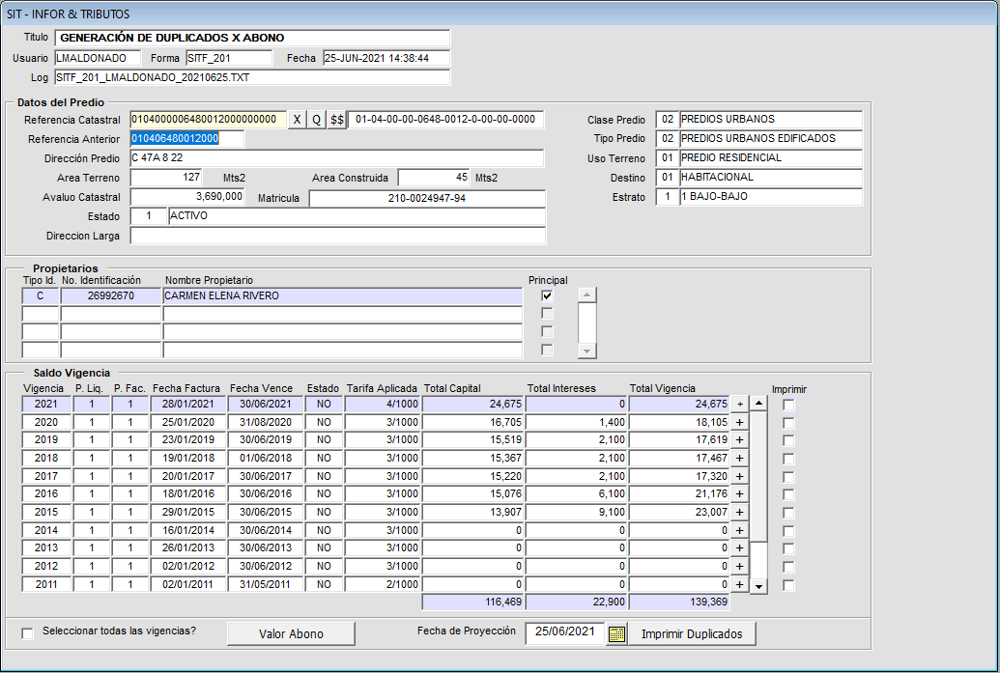 SIT - INFOR & TRIBUTOS
Titulo GENERACIÓN DE DUPLICADOS X ABONO
Usuario LMALDONADO Forma SITF_201 Fecha 25-JUN-2021 14:38:44
Log SITF_201_LMALDONADO_20210625.TXT
Datos del Predio
Referencia Catastral 0104000006480012000000000 X Q $$ 01-04-00-00-0648-0012-0-00-00-0000 Clase Predio 02 PREDIOS URBANOS
Referencia Anterior 010406480012000 Tipo Predio 02 PREDIOS URBANOS EDIFICADOS
Dirección Predio C 47A 8 22 Uso Terreno 01 PREDIO RESIDENCIAL
Area Terreno 127 Mts2 Area Construida 45 Mts2 Destino 01 HABITACIONAL
Avaluo Catastral 3,690,000 Matricula 210-0024947-94 Estrato 1 1 BAJO-BAJO
Estado 1 ACTIVO
Direccion Larga
Propietarios
Tipo Id. No. Identificación Nombre Propietario Principal
C 26992670 CARMEN ELENA RIVERO
Saldo Vigencia
Vigencia P. Liq. P. Fac. Fecha Factura Fecha Vence Estado Tarifa Aplicada Total Capital Total Intereses Total Vigencia Imprimir
2021 1 1 28/01/2021 30/06/2021 NO 4/1000 24,675 0 24,675 +
2020 1 1 25/01/2020 31/08/2020 NO 3/1000 16,705 1,400 18,105 +
2019 1 1 23/01/2019 30/06/2019 NO 3/1000 15,519 2,100 17,619 +
2018 1 1 19/01/2018 01/06/2018 NO 3/1000 15,367 2,100 17,467 +
2017 1 1 20/01/2017 30/06/2017 NO 3/1000 15,220 2,100 17,320 +
2016 1 1 18/01/2016 30/06/2016 NO 3/1000 15,076 6,100 21,176 +
2015 1 1 29/01/2015 30/06/2015 NO 3/1000 13,907 9,100 23,007 +
2014 1 1 16/01/2014 30/06/2014 NO 3/1000 0 0 0 +
2013 1 1 26/01/2013 30/06/2013 NO 3/1000 0 0 0 +
2012 1 1 02/01/2012 30/06/2012 NO 3/1000 0 0 0 +
2011 1 1 02/01/2011 31/05/2011 NO 2/1000 0 0 0 +
116,469 22,900 139,369
Seleccionar todas las vigencias? Valor Abono Fecha de Proyección 25/06/2021 Imprimir Duplicados